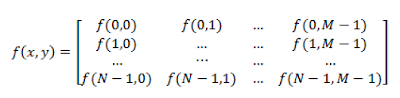 f(0,0) f(0,1) ... f(0,M − 1)
f(1,0) ... ... f(1,M − 1)
f(x,y) =
... ... ... ...
f(N − 1,0) f(N − 1,1) ... f(N − 1,M − 1)